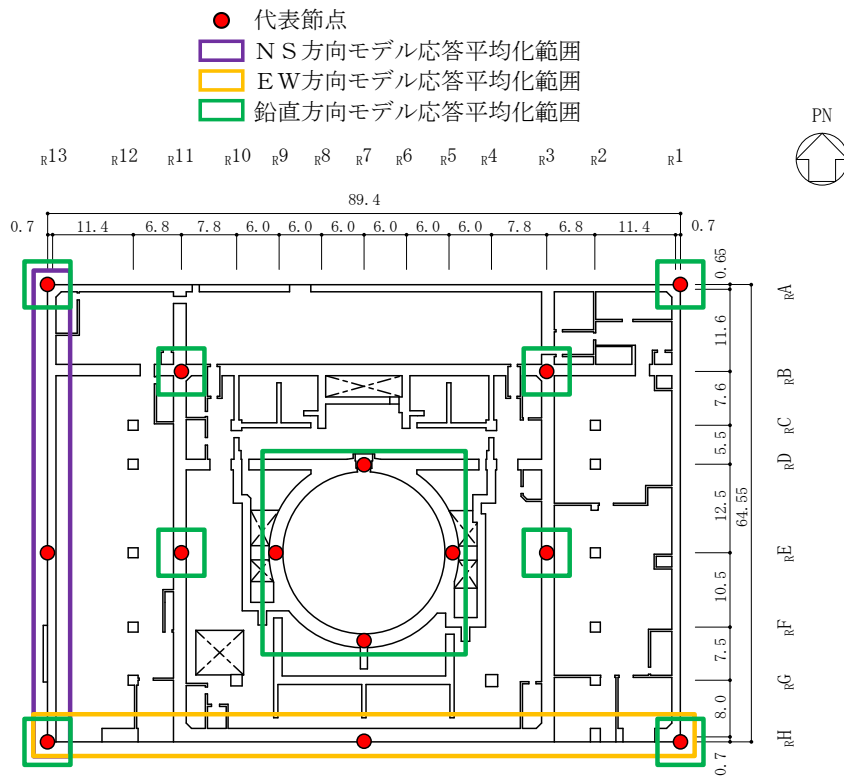 代表節点
NS方向モデル応答平均化範囲
EW方向モデル応答平均化範囲
鉛直方向モデル応答平均化範囲
PN
R13 R12 R11 R10 R9 R8 R7 R6 R5 R4 R3 R2 R1
89.4
0.7 11.4 6.8 7.8 6.0 6.0 6.0 6.0 6.0 6.0 7.8 6.8 11.4 0.7
0.65
RA
11.6
RB
7.6
RC
5.5
RD
12.5
64.55
RE
10.5
RF
7.5
RG
8.0
RH
0.7